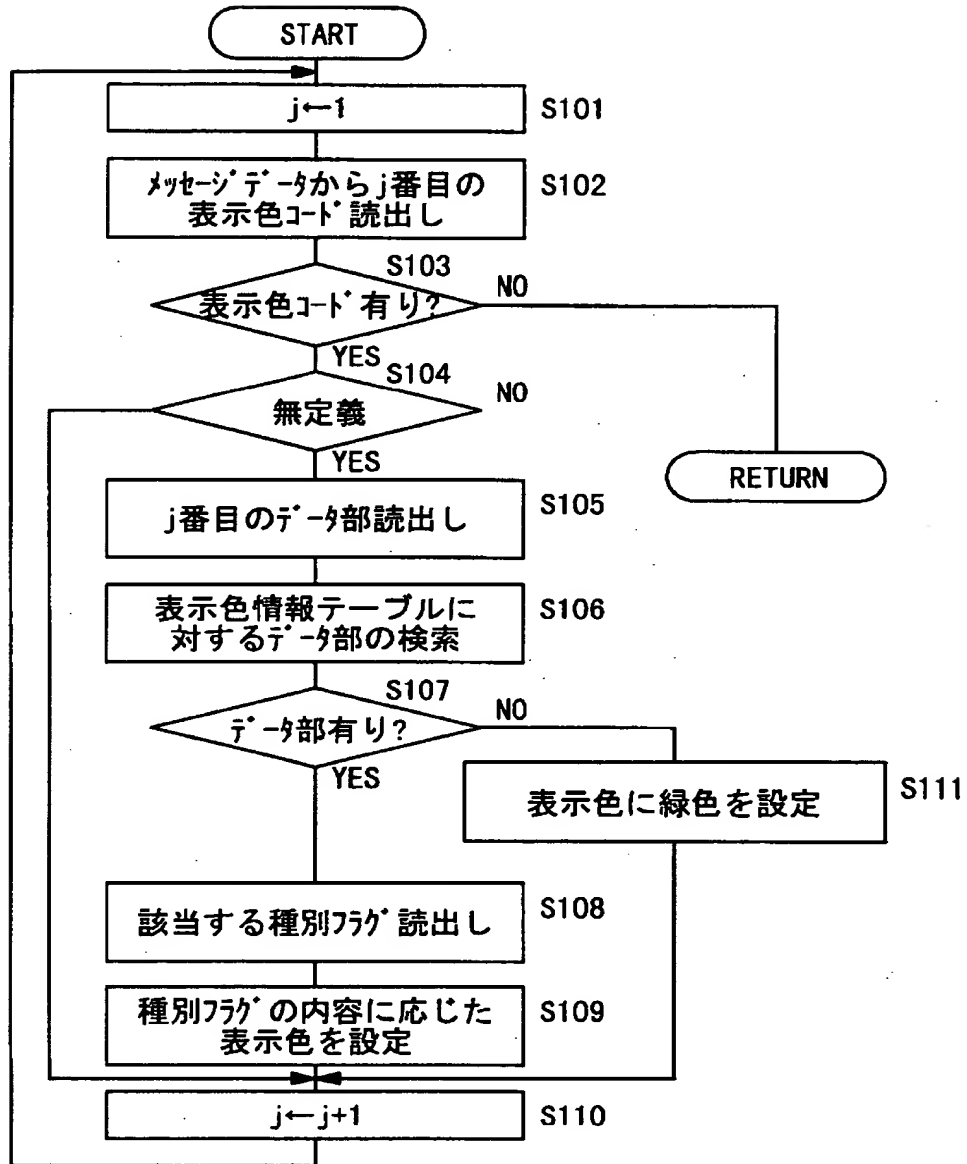 START
j←1
S101
ﾒｯｾｰｼﾞﾃﾞｰﾀからj番目の
表示色ｺｰﾄﾞ読出し
S102
S103
表示色ｺｰﾄﾞ有り?
NO
YES
S104
無定義
NO
YES
RETURN
j番目のﾃﾞｰﾀ部読出し
S105
表示色情報テーブルに
対するﾃﾞｰﾀ部の検索
S106
S107
ﾃﾞｰﾀ部有り?
NO
YES
表示色に緑色を設定
S111
該当する種別ﾌﾗｸﾞ読出し
S108
種別ﾌﾗｸﾞの内容に応じた
表示色を設定
S109
j←j+1
S110